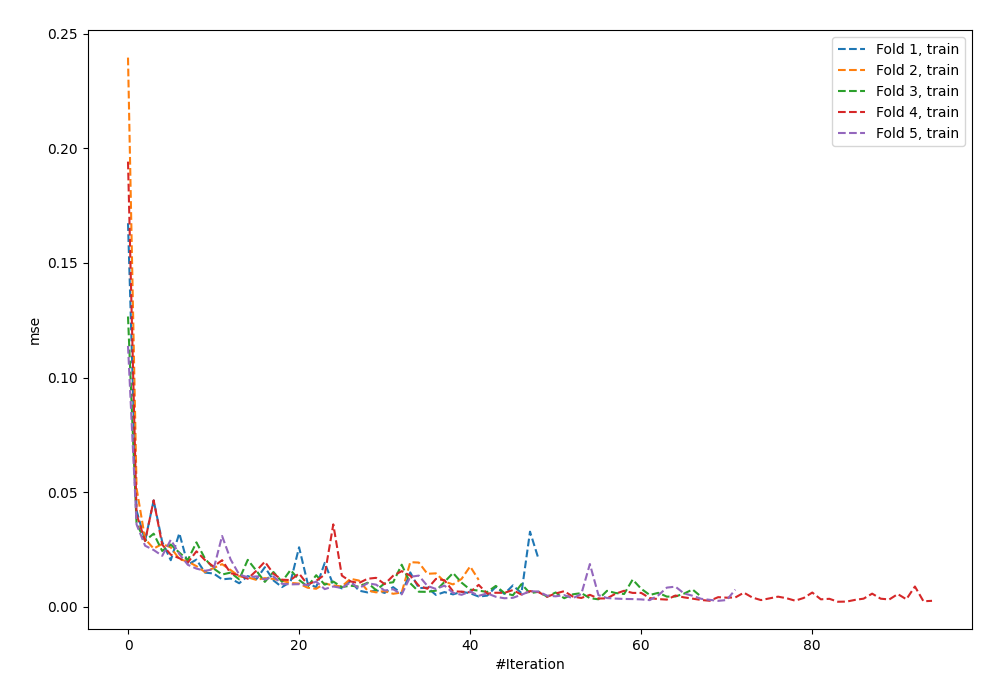 0.25
0.20
0.15
0.10
0.05
0.00
mse
0
20
40
60
80
#Iteration
Fold 1, train
Fold 2, train
Fold 3, train
Fold 4, train
Fold 5, train